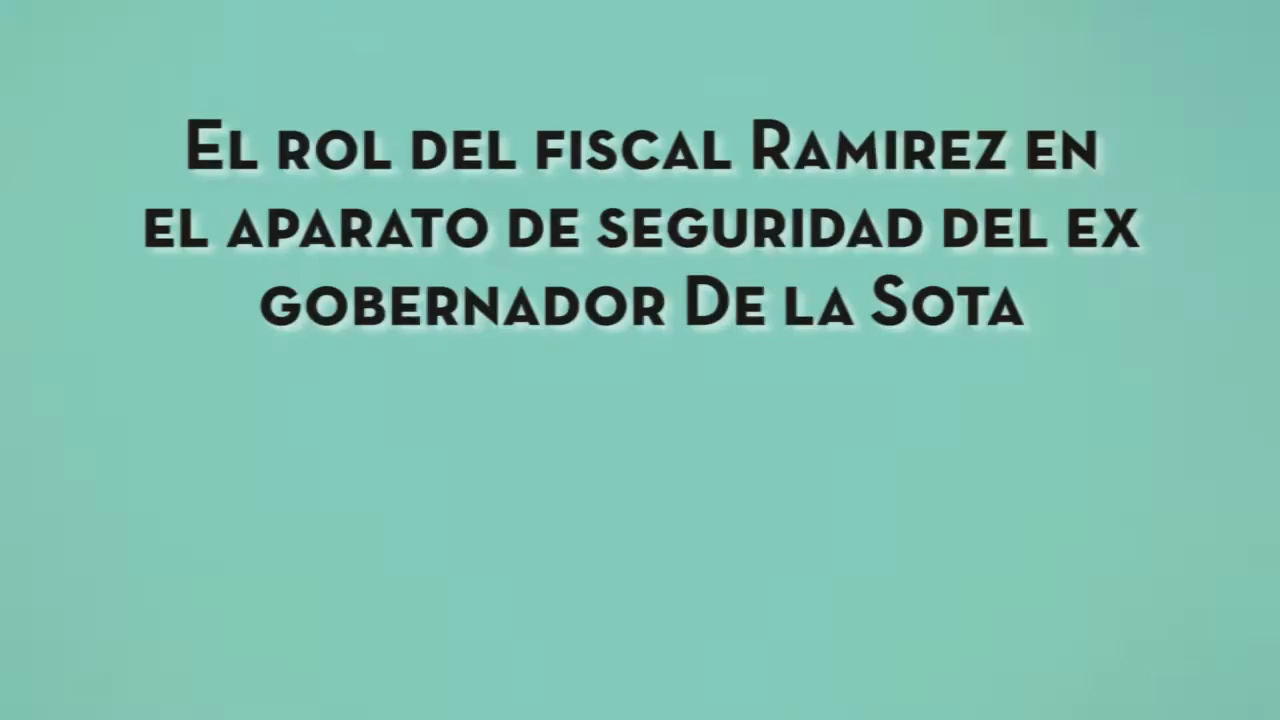 El rol del fiscal Ramirez en
el aparato de seguridad del ex
gobernador De la Sota